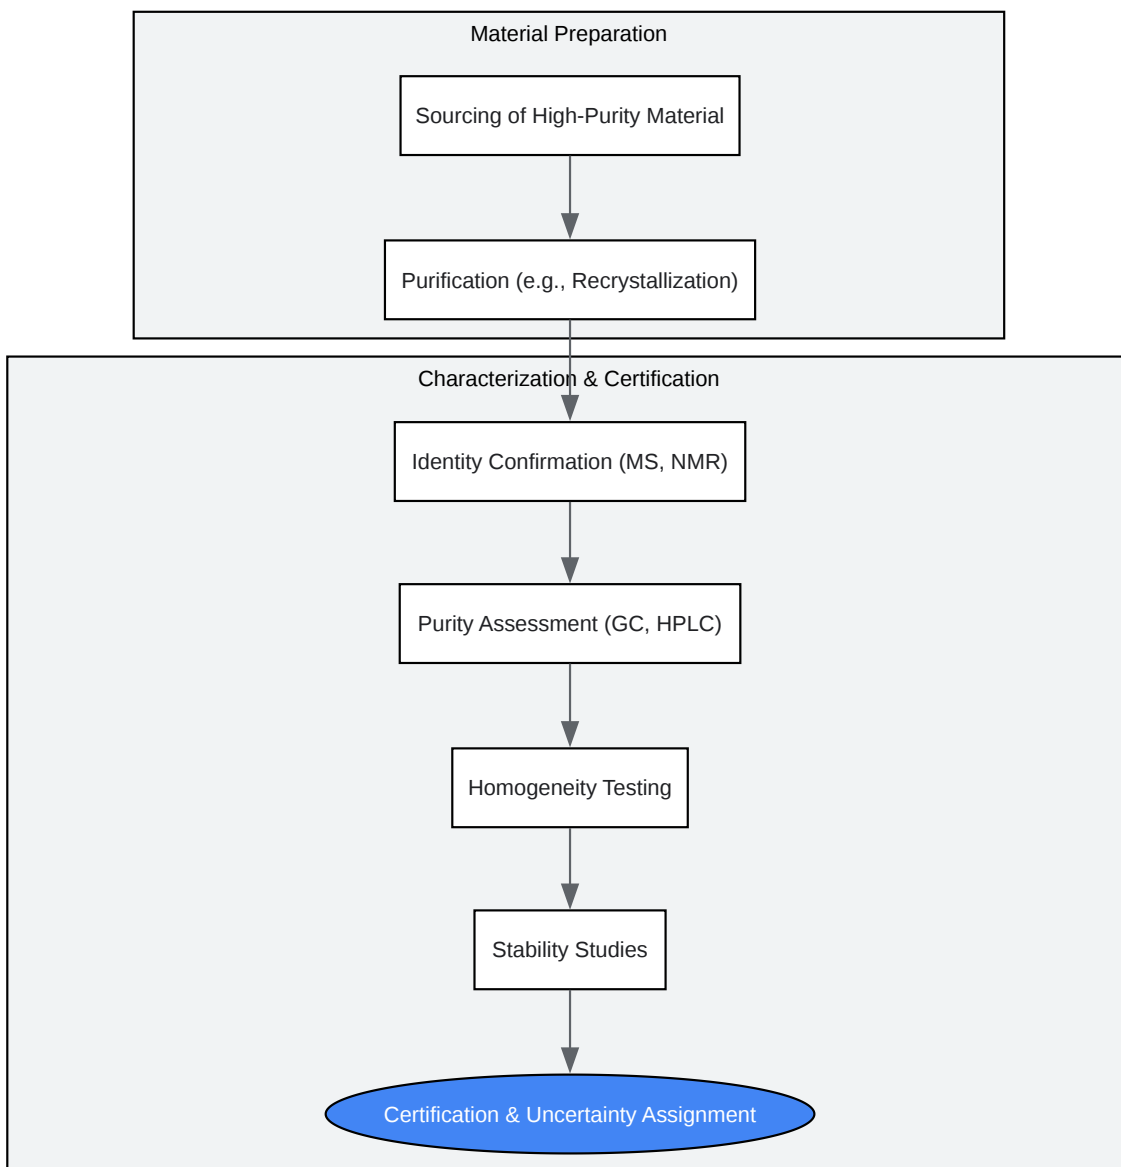 Material Preparation
Sourcing of High-Purity Material
Purification (e.g., Recrystallization)
Characterization & Certification
Identity Confirmation (MS, NMR)
Purity Assessment (GC, HPLC)
Homogeneity Testing
Stability Studies
Certification & Uncertainty Assignment